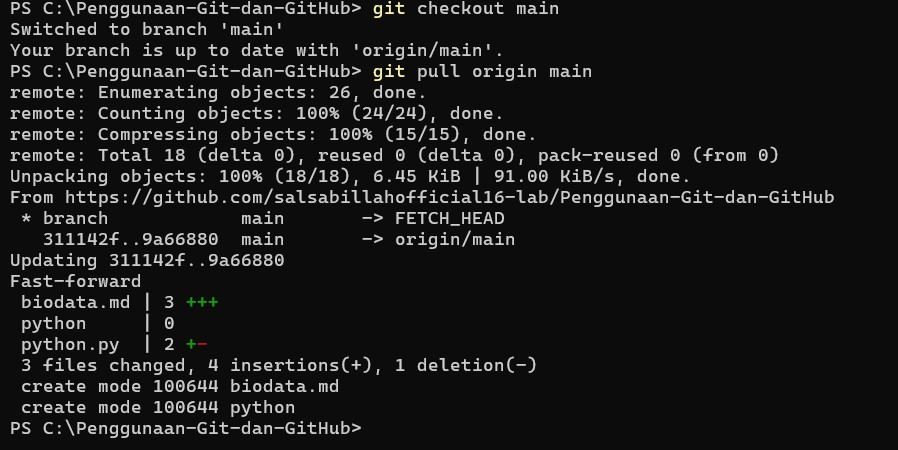 PS C:\Penggunaan-Git-dan-GitHub> git checkout main
Switched to branch 'main'
Your branch is up to date with 'origin/main'.
PS C:\Penggunaan-Git-dan-GitHub> git pull origin main
remote: Enumerating objects: 26, done.
remote: Counting objects: 100% (24/24), done.
remote: Compressing objects: 100% (15/15), done.
remote: Total 18 (delta 0), reused 0 (delta 0), pack-reused 0 (from 0)
Unpacking objects: 100% (18/18), 6.45 KiB | 91.00 KiB/s, done.
From https://github.com/salsabillahofficial16-lab/Penggunaan-Git-dan-GitHub
 * branch            main       -> FETCH_HEAD
   311142f..9a66880  main       -> origin/main
Updating 311142f..9a66880
Fast-forward
 biodata.md | 3 +++
 python     | 0
 python.py  | 2 +-
 3 files changed, 4 insertions(+), 1 deletion(-)
 create mode 100644 biodata.md
 create mode 100644 python
PS C:\Penggunaan-Git-dan-GitHub>